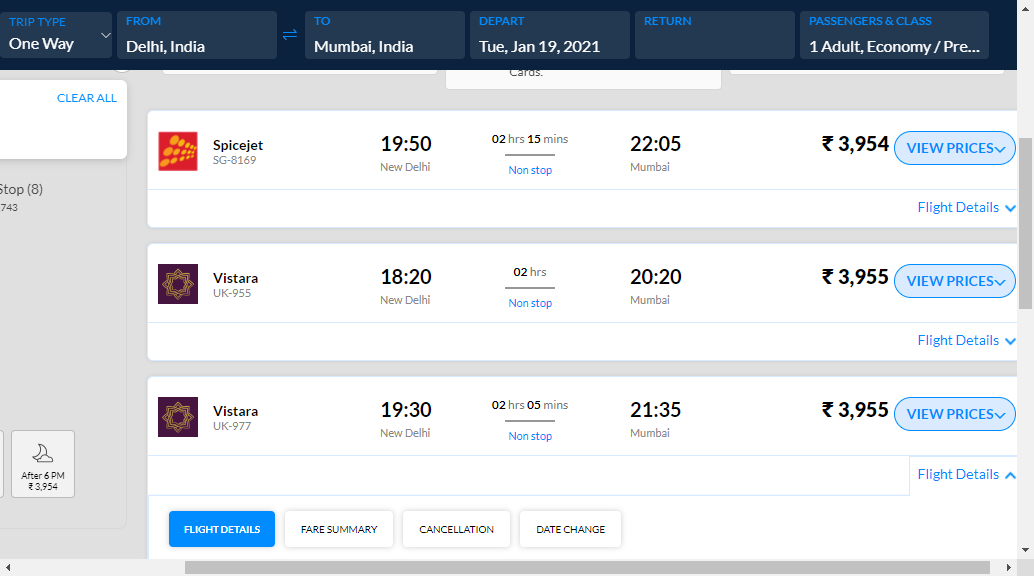 TRIP TYPE
One Way
FROM
Delhi, India
TO
Mumbai, India
DEPART
Tue, Jan 19, 2021
RETURN
PASSENGERS & CLASS
1 Adult, Economy / Pre...
Cards.
CLEAR ALL
Stop (8)
743
After 6 PM
₹ 3,954
Spicejet
SG-8169
19:50
New Delhi
02 hrs 15 mins
Non stop
22:05
Mumbai
₹ 3,954
VIEW PRICES
Flight Details
Vistara
UK-955
18:20
New Delhi
02 hrs
Non stop
20:20
Mumbai
₹ 3,955
VIEW PRICES
Flight Details
Vistara
UK-977
19:30
New Delhi
02 hrs 05 mins
Non stop
21:35
Mumbai
₹ 3,955
VIEW PRICES
Flight Details
FLIGHT DETAILS
FARE SUMMARY
CANCELLATION
DATE CHANGE